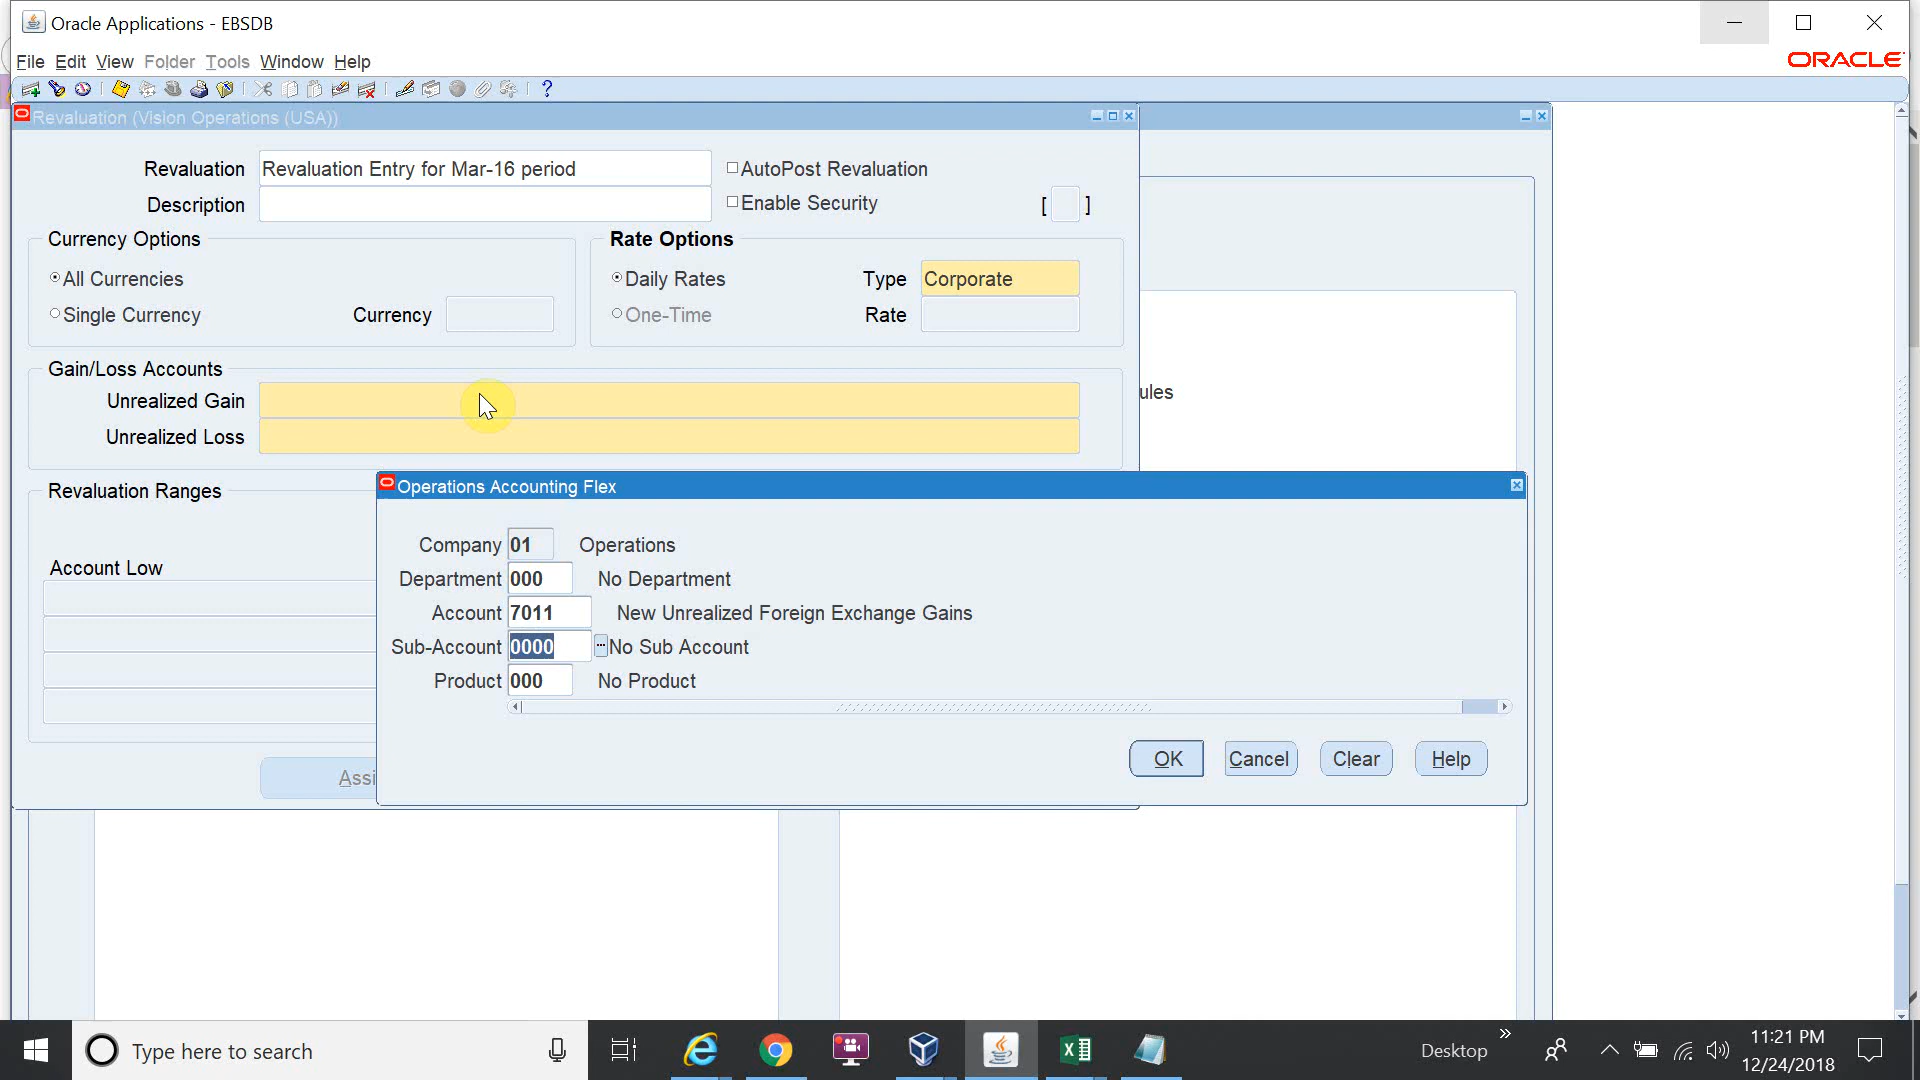 Oracle Applications - EBSDB
File Edit View Folder Tools Window Help
ORACLE
Revaluation (Vision Operations (USA))
Revaluation Revaluation Entry for Mar-16 period AutoPost Revaluation
Description Enable Security [ ]
Currency Options Rate Options
All Currencies Daily Rates Type Corporate
Single Currency Currency One-Time Rate
Gain/Loss Accounts
ules
Unrealized Gain
Unrealized Loss
Revaluation Ranges
Operations Accounting Flex
Company 01 Operations
Account Low
Department 000 No Department
Account 7011 New Unrealized Foreign Exchange Gains
Sub-Account 0000 No Sub Account
Product 000 No Product
OK Cancel Clear Help
Assi
Type here to search
Desktop
11:21 PM
12/24/2018